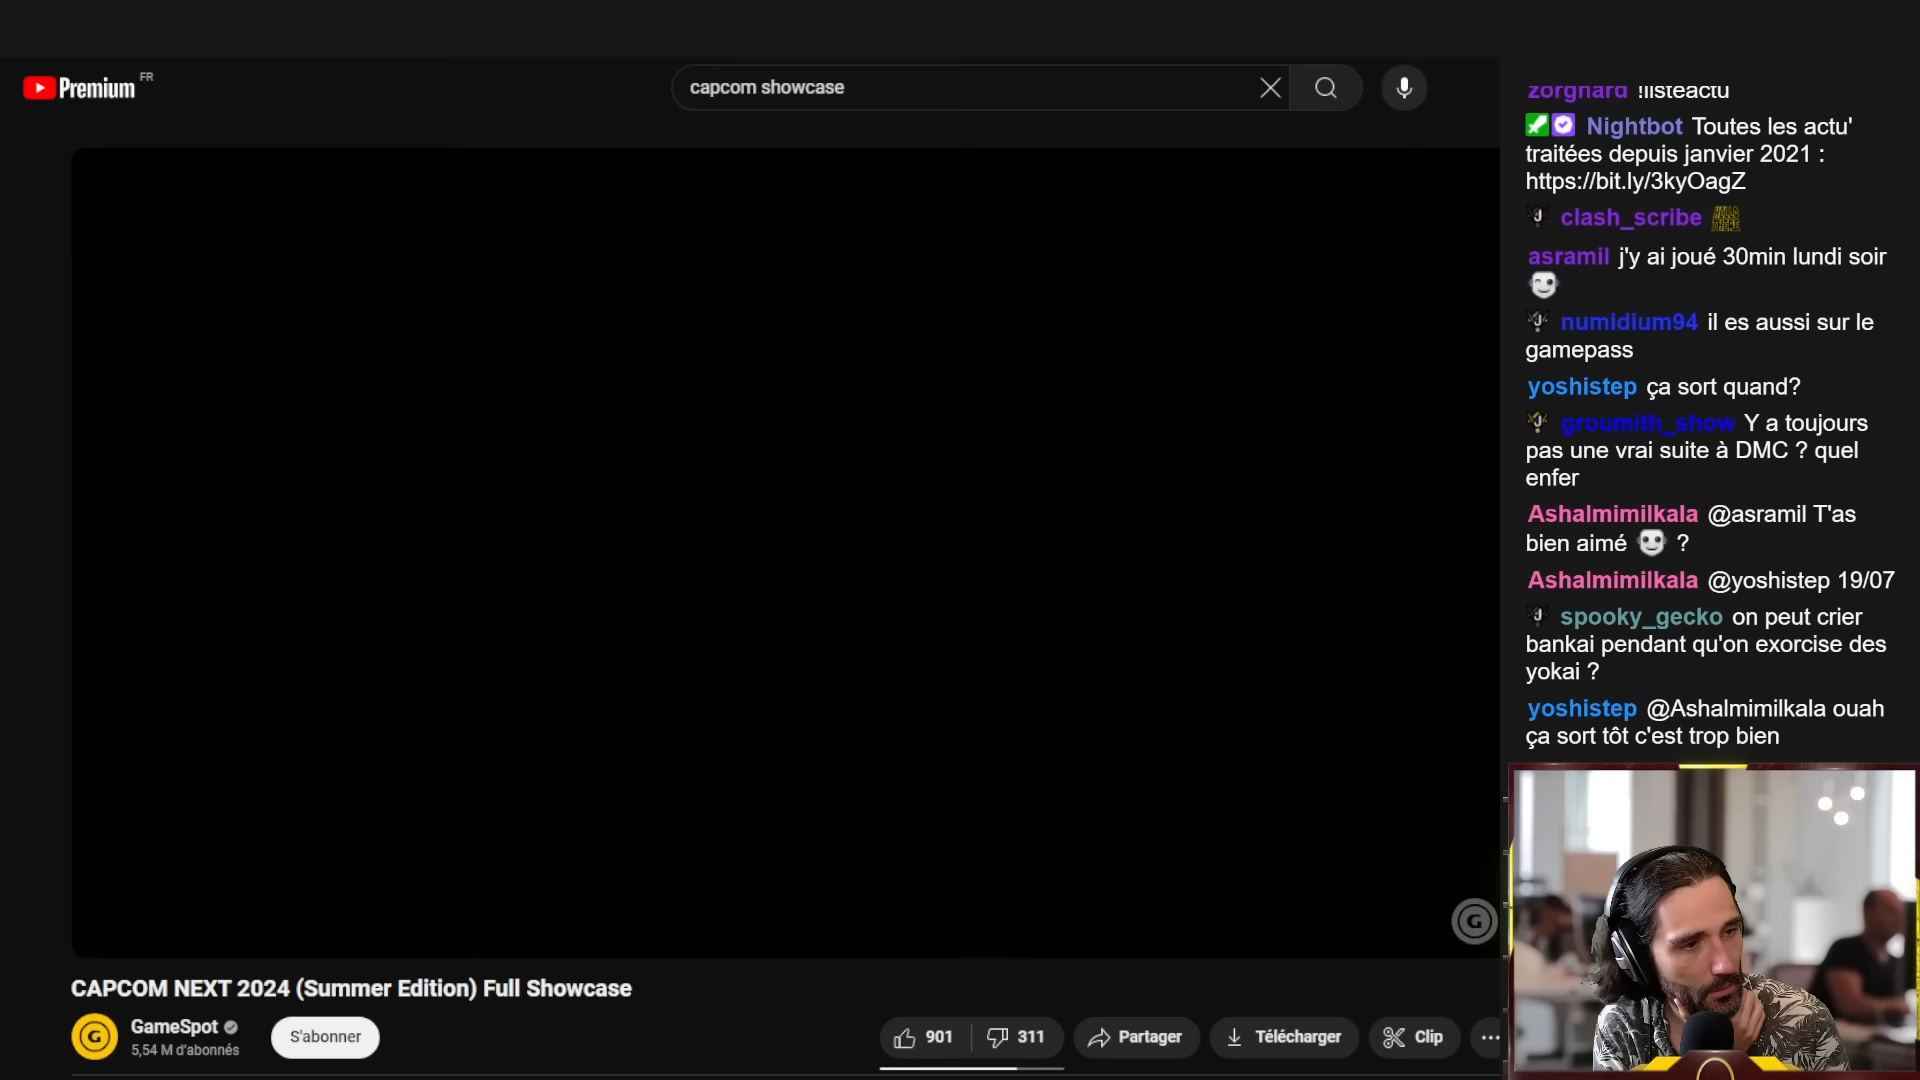 Premium FR
capcom showcase
CAPCOM NEXT 2024 (Summer Edition) Full Showcase
GameSpot
5,54 M d'abonnés
S'abonner
901
311
Partager
Télécharger
Clip
zorghard !listeactu
Nightbot Toutes les actu'
traitées depuis janvier 2021 :
https://bit.ly/3kyOagZ
clash_scribe HELLO THERE
asramil j'y ai joué 30min lundi soir
numidium94 il es aussi sur le
gamepass
yoshistep ça sort quand?
groumith_show Y a toujours
pas une vrai suite à DMC ? quel
enfer
Ashalmimilkala @asramil T'as
bien aimé ?
Ashalmimilkala @yoshistep 19/07
spooky_gecko on peut crier
bankai pendant qu'on exorcise des
yokai ?
yoshistep @Ashalmimilkala ouah
ça sort tôt c'est trop bien